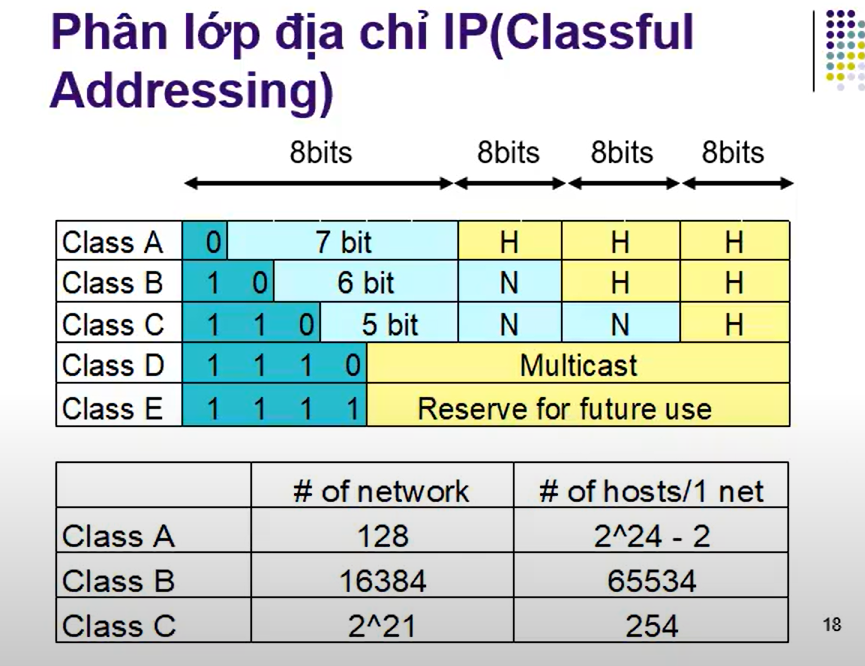 Phân lớp địa chỉ IP(Classful
Addressing)
8bits 8bits 8bits 8bits
Class A 0 7 bit H H H
Class B 1 0 6 bit N H H
Class C 1 1 0 5 bit N N H
Class D 1 1 1 0 Multicast
Class E 1 1 1 1 Reserve for future use
# of network # of hosts/1 net
Class A 128 2^24 - 2
Class B 16384 65534
Class C 2^21 254
18